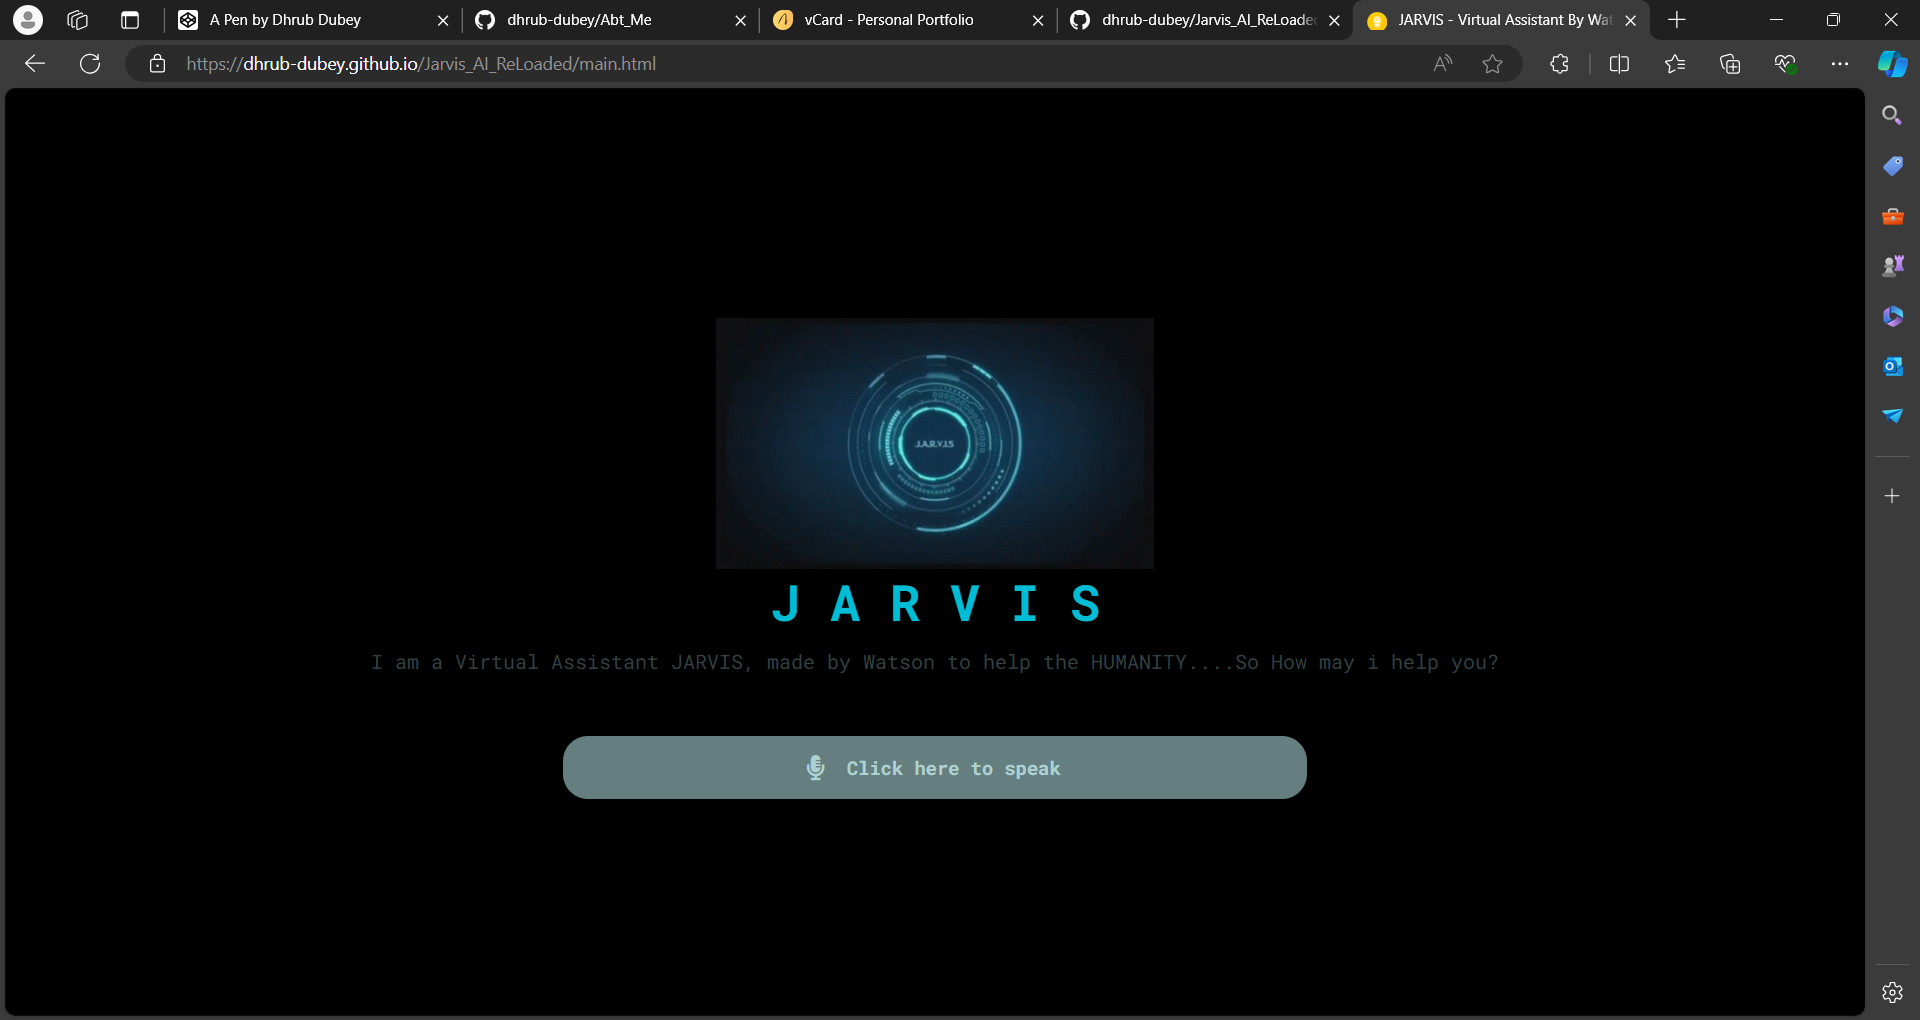 A Pen by Dhrub Dubey
dhrub-dubey/Abt_Me
vCard - Personal Portfolio
dhrub-dubey/Jarvis_AI_ReLoade
JARVIS - Virtual Assistant By Wat
https://dhrub-dubey.github.io/Jarvis_AI_ReLoaded/main.html
J.A.R.V.I.S
J A R V I S
I am a Virtual Assistant JARVIS, made by Watson to help the HUMANITY....So How may i help you?
Click here to speak